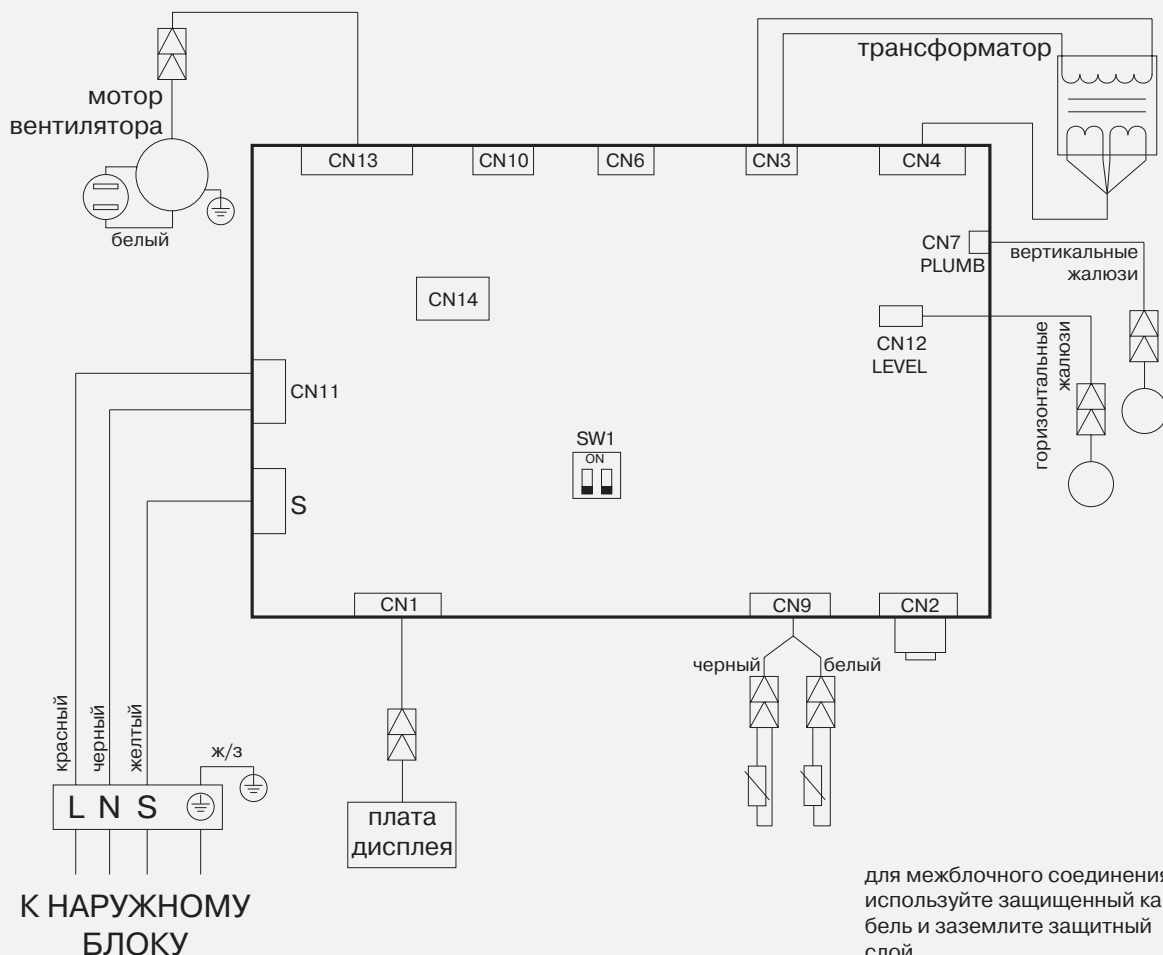 трансформатор
мотор
вентилятора
CN13
CN10
CN6
CN3
CN4
белый
CN7
PLUMB
вертикальные
жалюзи
CN14
CN12
LEVEL
горизонтальные
жалюзи
CN11
SW1
ON
S
CN1
CN9
CN2
черный
белый
красный
черный
желтый
ж/з
L N S
плата
дисплея
К НАРУЖНОМУ
БЛОКУ
для межблочного соединения
используйте защищенный ка
бель и заземлите защитный
слой